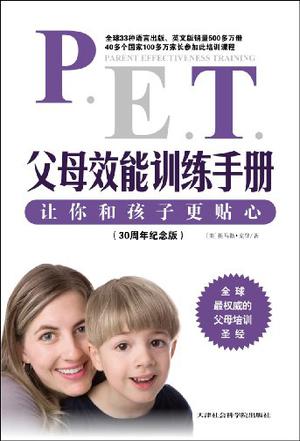 全球33种语言出版、英文版销量500多万册
40多个国家100多万家长参加此培训课程
PARENT EFFECTIVENESS TRAINING
P.E.T.
父母效能训练手册
让你和孩子更贴心
(30周年纪念版)
全球
最权威的
父母培训
圣经
天津社会科学院出版社